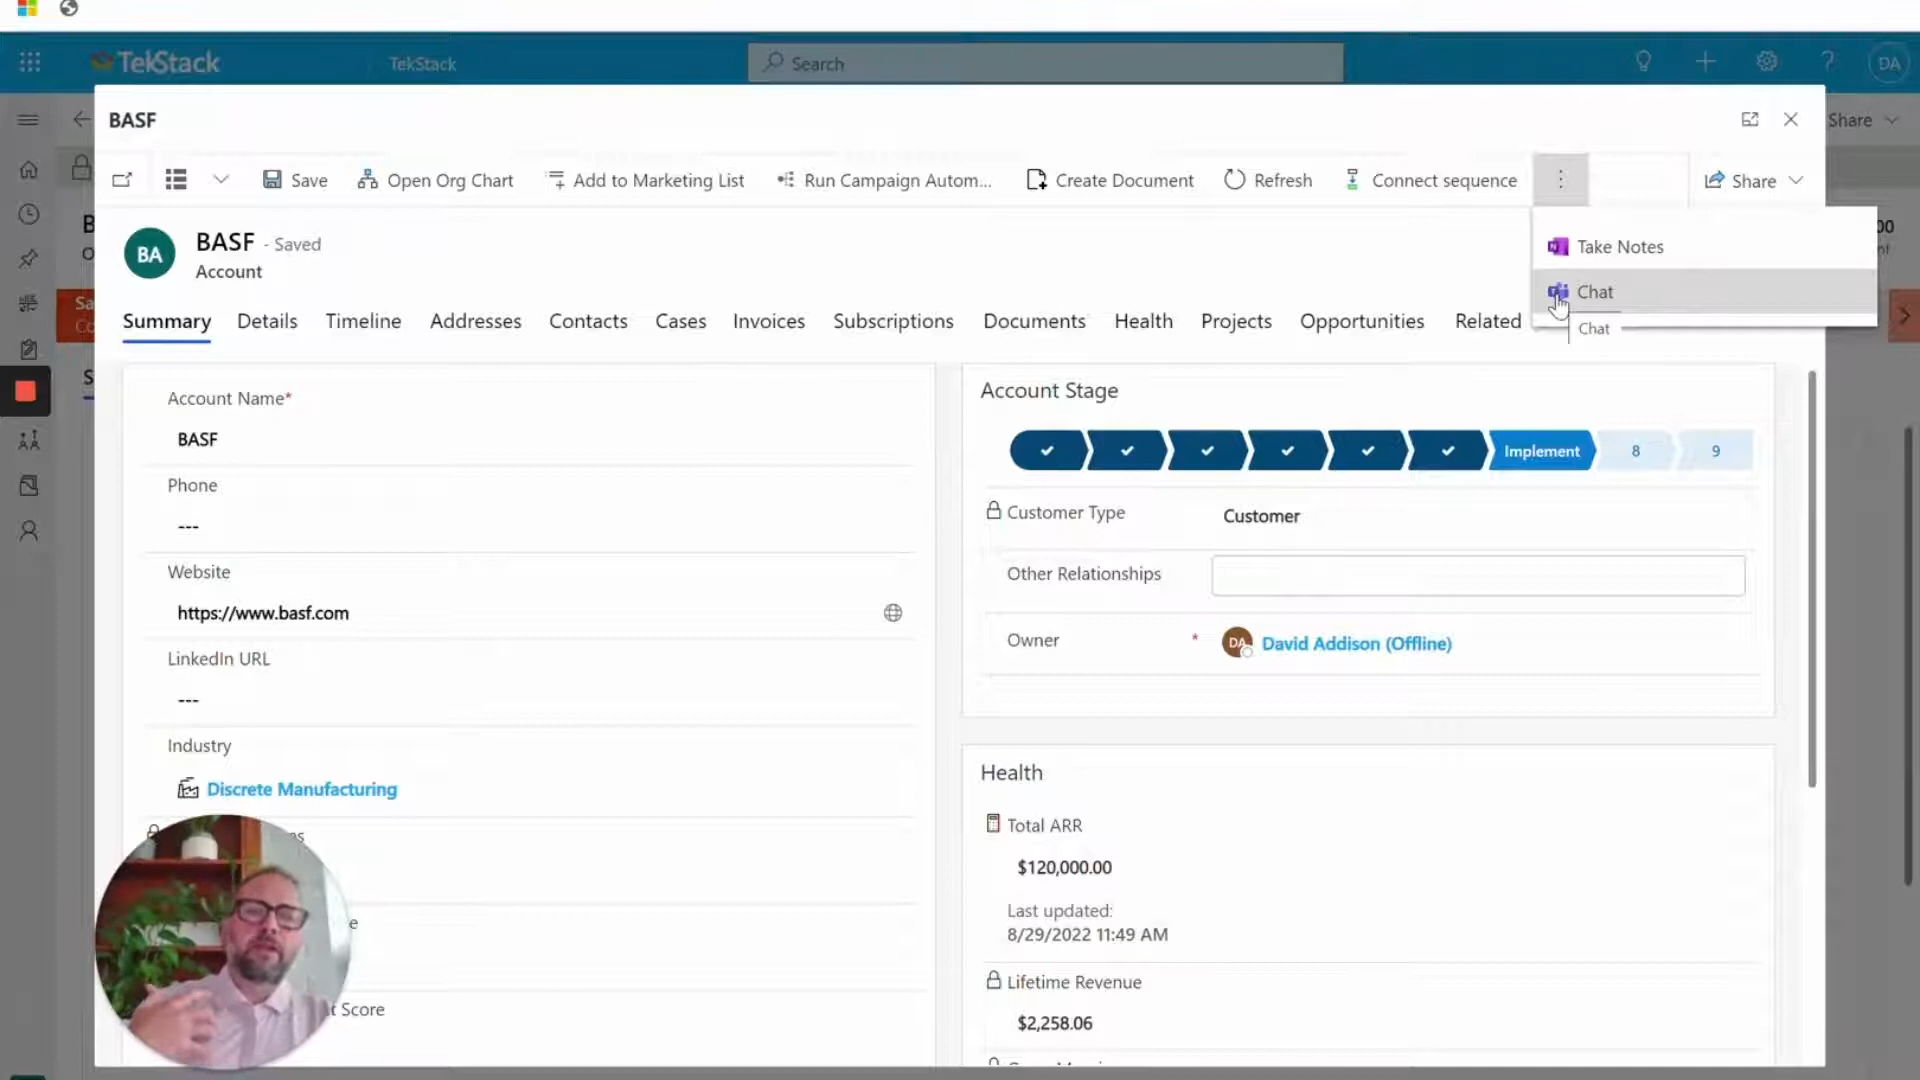 TekStack
TekStack
Search
DA
BASF
Share
Save
Open Org Chart
Add to Marketing List
Run Campaign Autom...
Create Document
Refresh
Connect sequence
Share
Take Notes
Chat
Chat
BA
BASF - Saved
Account
Summary
Details
Timeline
Addresses
Contacts
Cases
Invoices
Subscriptions
Documents
Health
Projects
Opportunities
Related
Account Name*
BASF
Phone
---
Website
https://www.basf.com
LinkedIn URL
---
Industry
Discrete Manufacturing
Score
Account Stage
Implement
8
9
Customer Type
Customer
Other Relationships
Owner
*
DA
David Addison (Offline)
Health
Total ARR
$120,000.00
Last updated:
8/29/2022 11:49 AM
Lifetime Revenue
$2,258.06